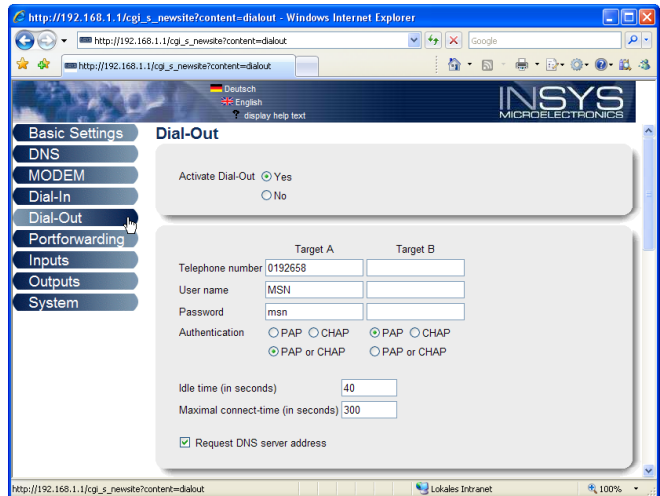 http://192.168.1.1/cgi_s_newsite?content=dialout - Windows Internet Explorer
http://192.168.1.1/cgi_s_newsite?content=dialout
Google
http://192.168.1.1/cgi_s_newsite?content=dialout
Deutsch
English
? display help text
INSYS
MICROELECTRONICS
Basic Settings
DNS
MODEM
Dial-In
Dial-Out
Portforwarding
Inputs
Outputs
System
Dial-Out
Activate Dial-Out Yes
No
Target A Target B
Telephone number 0192658
User name MSN
Password msn
Authentication PAP CHAP PAP CHAP
PAP or CHAP PAP or CHAP
Idle time (in seconds) 40
Maximal connect-time (in seconds) 300
Request DNS server address
http://192.168.1.1/cgi_s_newsite?content=dialout Lokales Intranet 100%